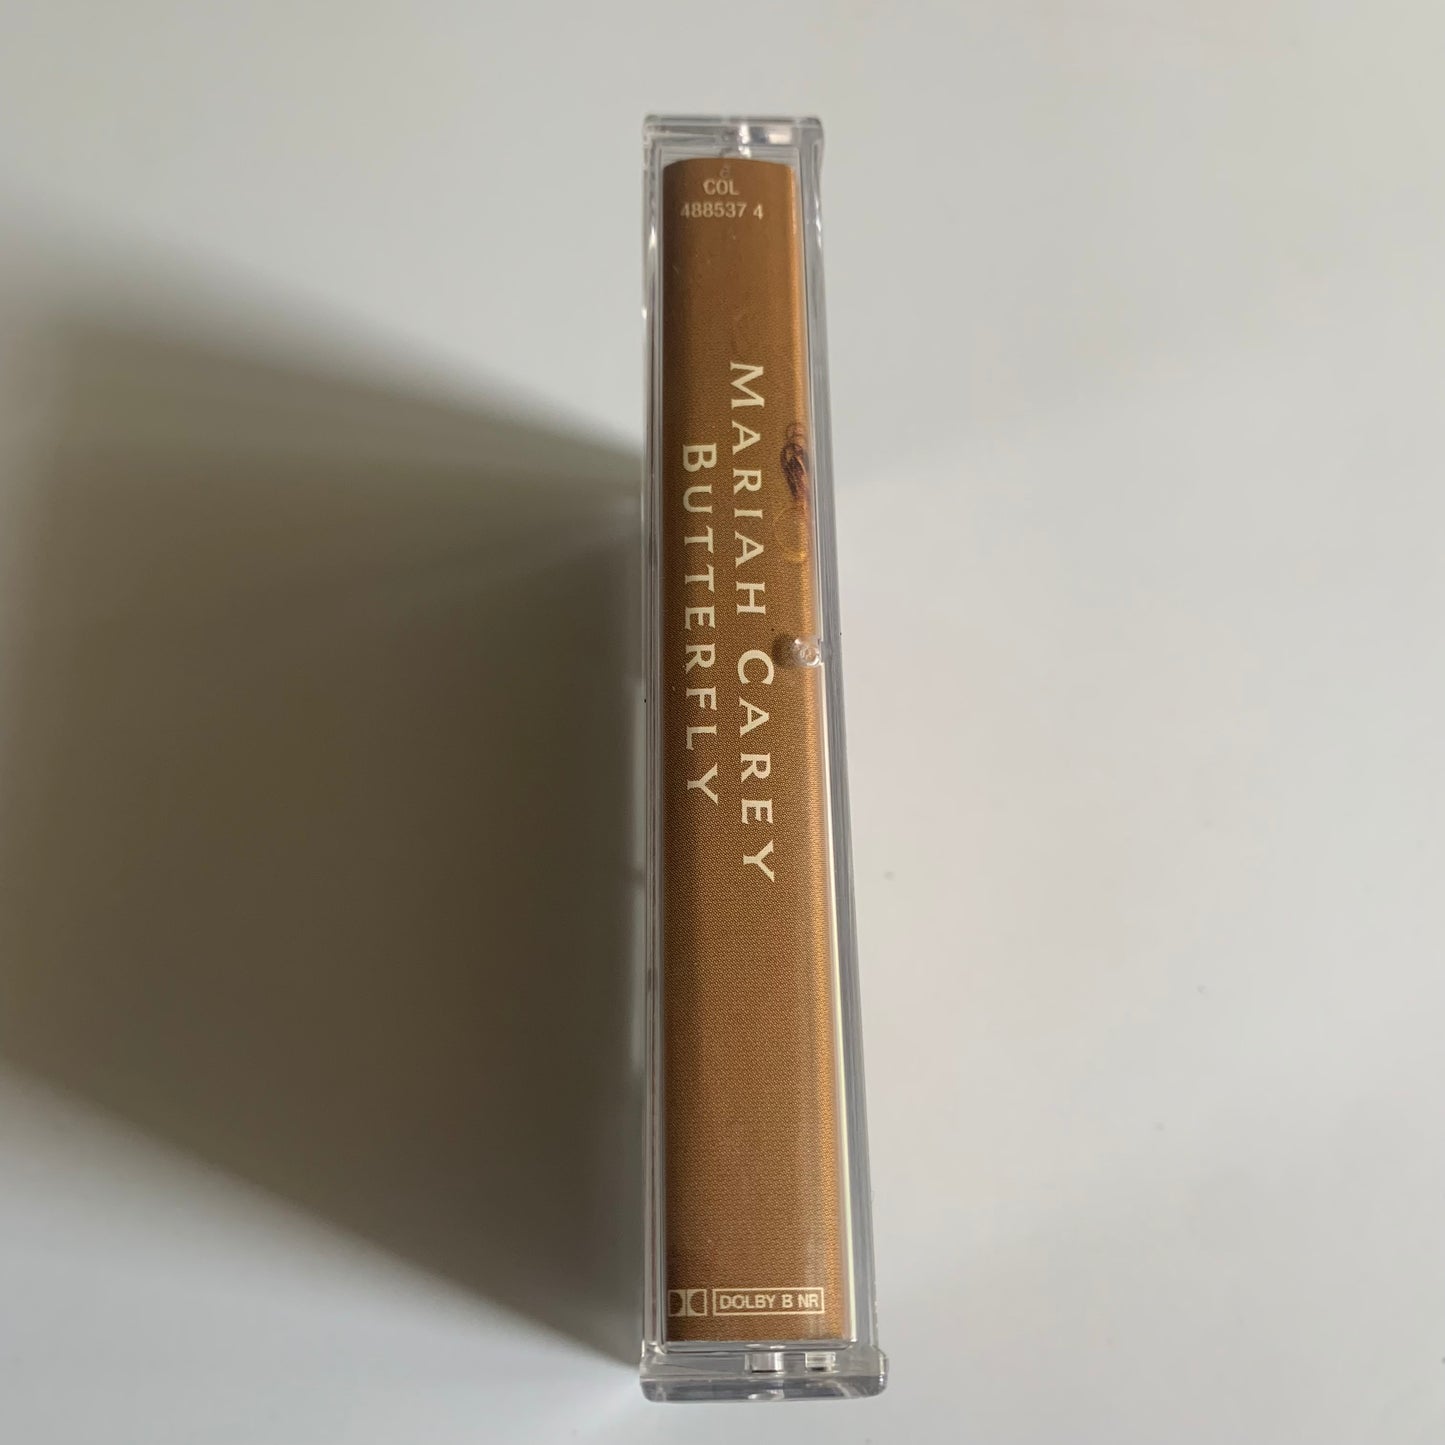 COL
488537 4
MARIAH CAREY
BUTTERFLY
DOLBY B NR